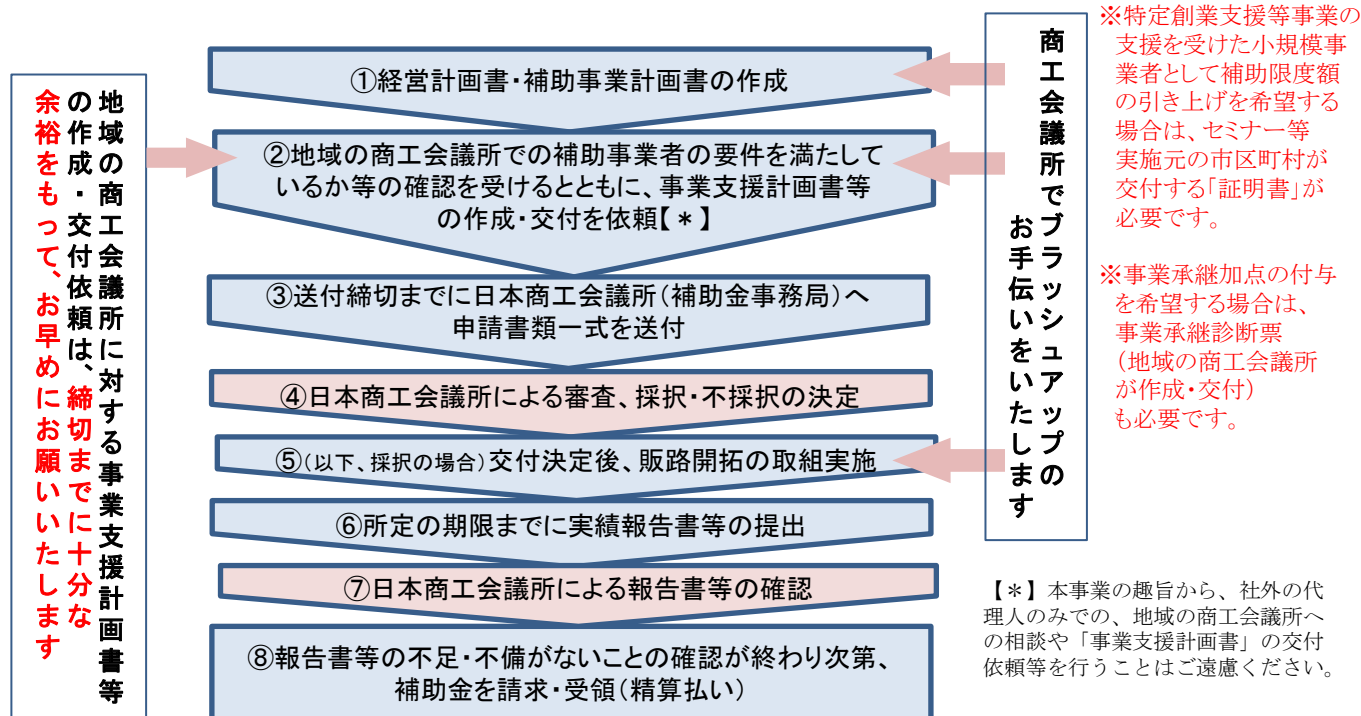 地域の商工会議所に対する事業支援計画書等
の作成・交付依頼は、締切までに十分な
余裕をもって、お早めにお願いいたします
①経営計画書・補助事業計画書の作成
②地域の商工会議所での補助事業者の要件を満たして
いるか等の確認を受けるとともに、事業支援計画書等
の作成・交付を依頼【*】
③送付締切までに日本商工会議所(補助金事務局)へ
申請書類一式を送付
④日本商工会議所による審査、採択・不採択の決定
⑤(以下、採択の場合)交付決定後、販路開拓の取組実施
⑥所定の期限までに実績報告書等の提出
⑦日本商工会議所による報告書等の確認
⑧報告書等の不足・不備がないことの確認が終わり次第、
補助金を請求・受領(精算払い)
商工会議所でブラッシュアップの
お手伝いをいたします
※特定創業支援等事業の
支援を受けた小規模事
業者として補助限度額
の引き上げを希望する
場合は、セミナー等
実施元の市区町村が
交付する「証明書」が
必要です。
※事業承継加点の付与
を希望する場合は、
事業承継診断票
(地域の商工会議所
が作成・交付)
も必要です。
【*】本事業の趣旨から、社外の代
理人のみでの、地域の商工会議所へ
の相談や「事業支援計画書」の交付
依頼等を行うことはご遠慮ください。